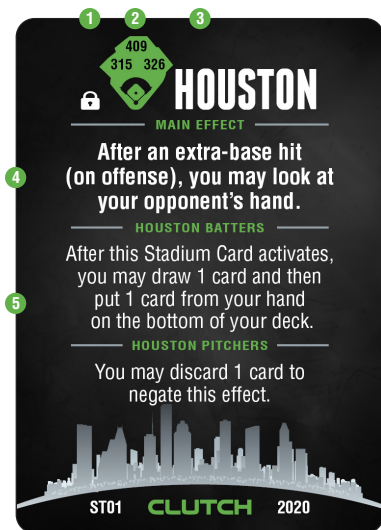 1 2 3
409
315 326
HOUSTON
MAIN EFFECT
4
After an extra-base hit
(on offense), you may look at
your opponent's hand.
HOUSTON BATTERS
5
After this Stadium Card activates,
you may draw 1 card and then
put 1 card from your hand
on the bottom of your deck.
HOUSTON PITCHERS
You may discard 1 card to
negate this effect.
ST01 CLUTCH 2020